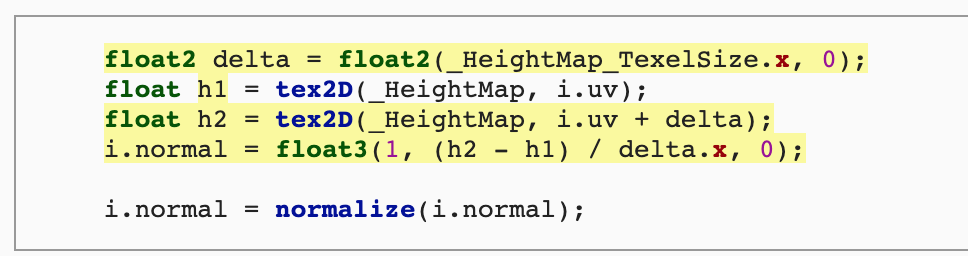 float2 delta = float2(_HeightMap_TexelSize.x, 0);
float h1 = tex2D(_HeightMap, i.uv);
float h2 = tex2D(_HeightMap, i.uv + delta);
i.normal = float3(1, (h2 - h1) / delta.x, 0);
i.normal = normalize(i.normal);